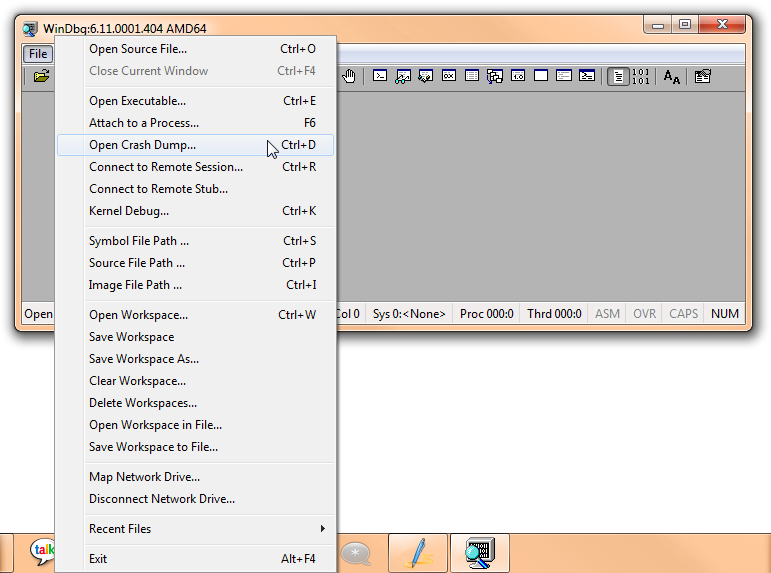 WinDbg:6.11.0001.404 AMD64
File
Open Source File... Ctrl+O
Close Current Window Ctrl+F4
Open Executable... Ctrl+E
Attach to a Process... F6
Open Crash Dump... Ctrl+D
Connect to Remote Session... Ctrl+R
Connect to Remote Stub...
Kernel Debug... Ctrl+K
Symbol File Path ... Ctrl+S
Source File Path ... Ctrl+P
Image File Path ... Ctrl+I
Open Workspace... Ctrl+W
Save Workspace
Save Workspace As...
Clear Workspace...
Delete Workspaces...
Open Workspace in File...
Save Workspace to File...
Map Network Drive...
Disconnect Network Drive...
Recent Files
Exit Alt+F4
101
101
AA
Open Col 0 Sys 0:<None> Proc 000:0 Thrd 000:0 ASM OVR CAPS NUM
talk